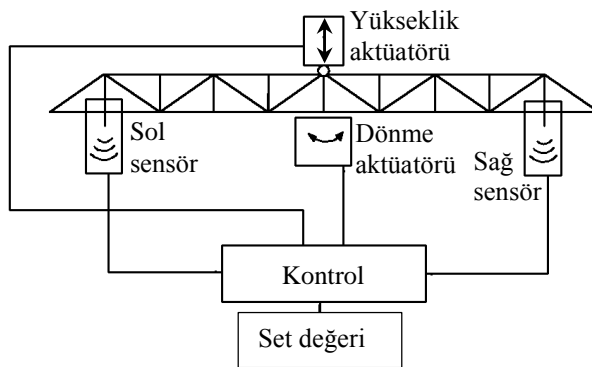 Yükseklik
aktüatörü
Sol
sensör
Dönme
aktüatörü
Sağ
sensör
Kontrol
Set değeri